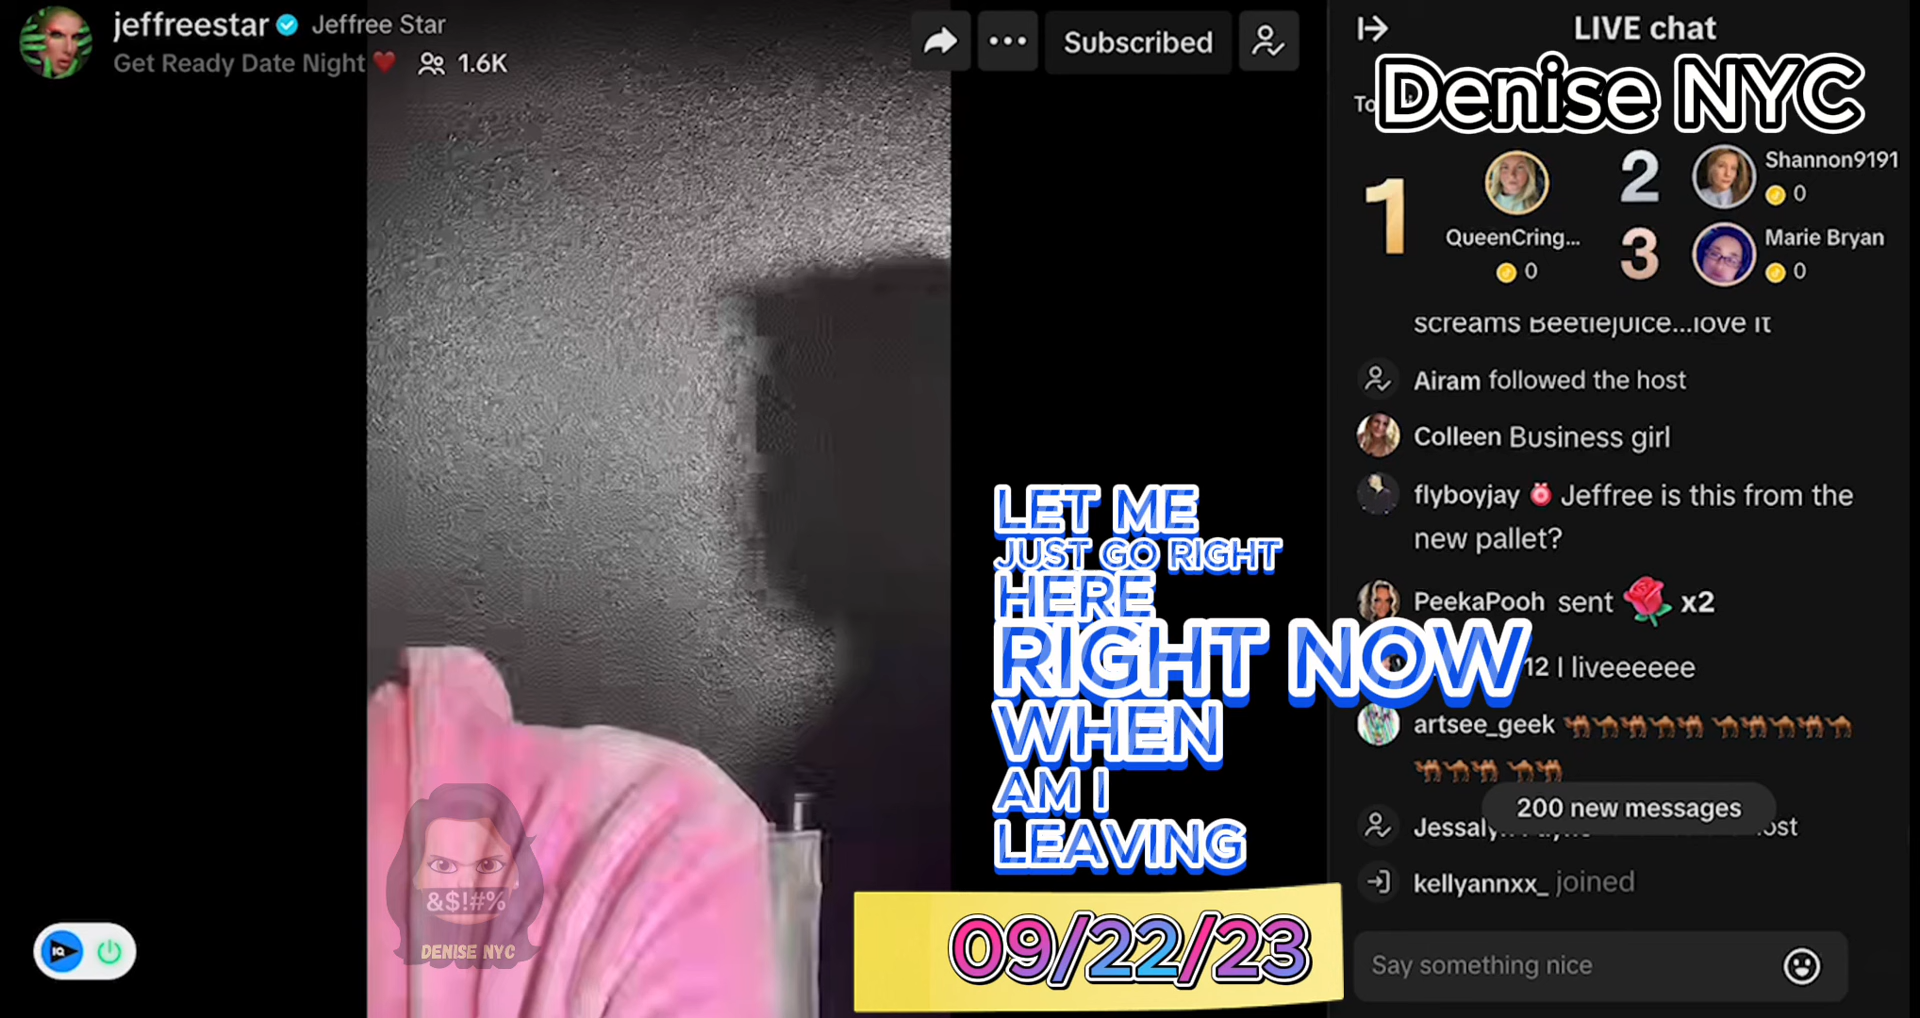 jeffreestar Jeffree Star
Get Ready Date Night 1.6K
Subscribed
LIVE chat
Denise NYC
1
QueenCring...
0
2
Shannon9191
0
3
Marie Bryan
0
screams Beetlejuice...love it
Airam followed the host
Colleen Business girl
flyboyjay Jeffree is this from the
new pallet?
PeekaPooh sent x2
12 I liveeeeee
artsee_geek
200 new messages
kellyannxx_ joined
Say something nice
LET ME
JUST GO RIGHT
HERE
RIGHT NOW
WHEN
AM I
LEAVING
09/22/23
&$!#%
DENISE NYC
IQ